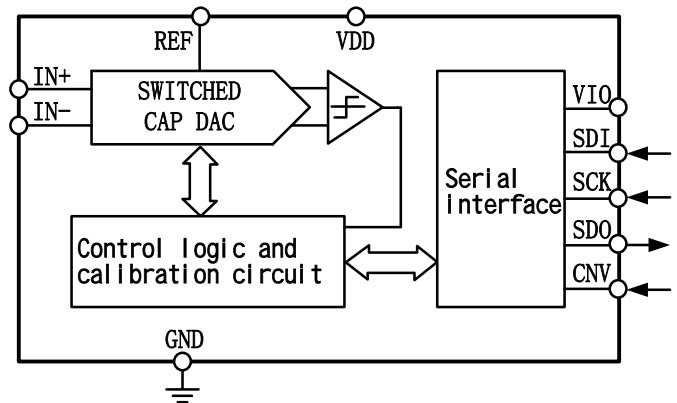 REF
VDD
IN+
IN-
SWITCHED
CAP DAC
VIO
SDI
SCK
SDO
CNV
Serial
interface
Control logic and
calibration circuit
GND